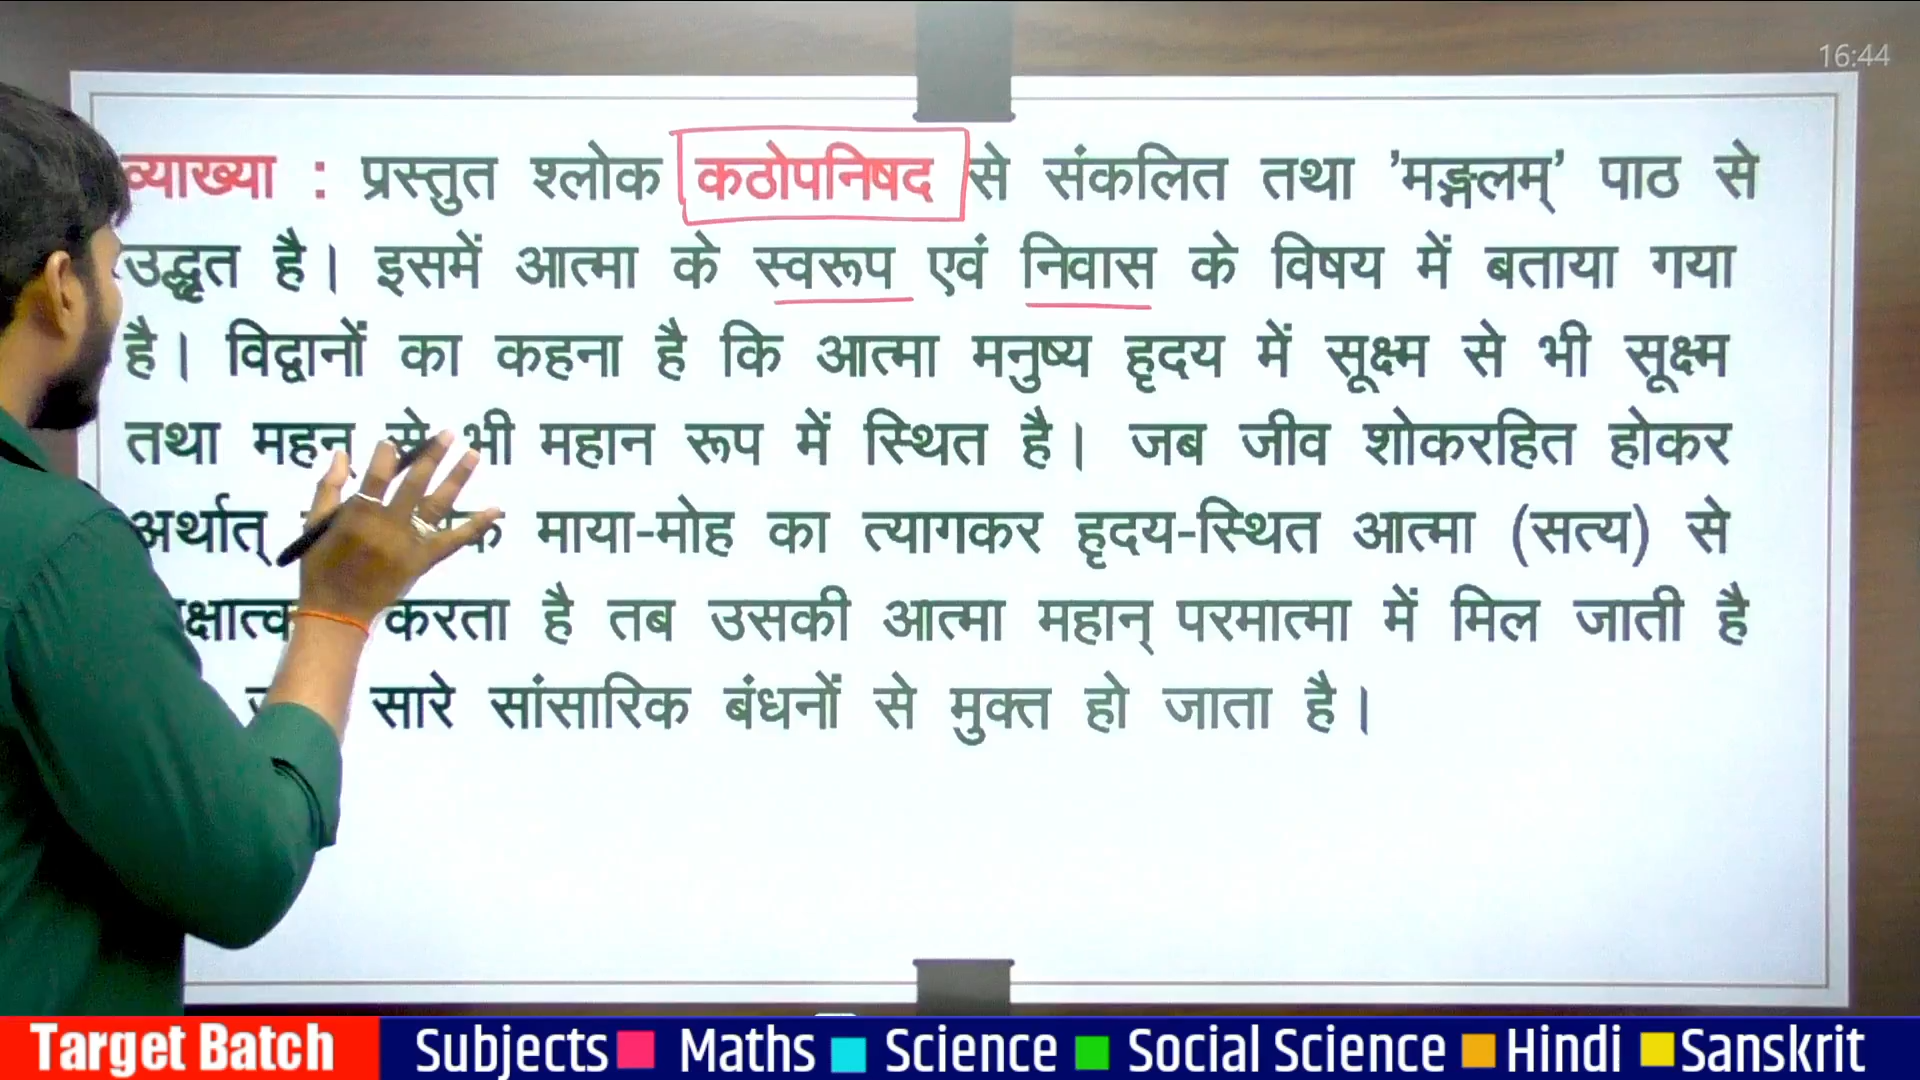 16:44
व्याख्या : प्रस्तुत श्लोक कठोपनिषद से संकलित तथा ’मङ्गलम्’ पाठ से
उद्धृत है। इसमें आत्मा के स्वरूप एवं निवास के विषय में बताया गया
है। विद्वानों का कहना है कि आत्मा मनुष्य हृदय में सूक्ष्म से भी सूक्ष्म
तथा महन् से भी महान रूप में स्थित है। जब जीव शोकरहित होकर
अर्थात् माया-मोह का त्यागकर हृदय-स्थित आत्मा (सत्य) से
करता है तब उसकी आत्मा महान् परमात्मा में मिल जाती है
सारे सांसारिक बंधनों से मुक्त हो जाता है।
Target Batch Subjects Maths Science Social Science Hindi Sanskrit